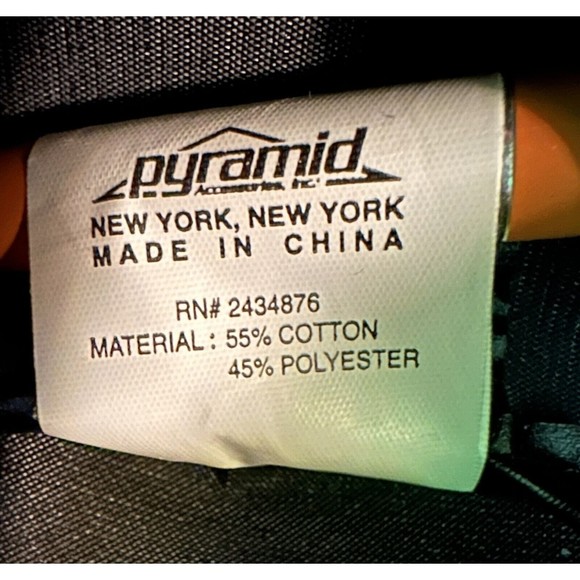 pyramid
Accessories, Inc.
NEW YORK, NEW YORK
MADE IN CHINA
RN# 2434876
MATERIAL: 55% COTTON
45% POLYESTER